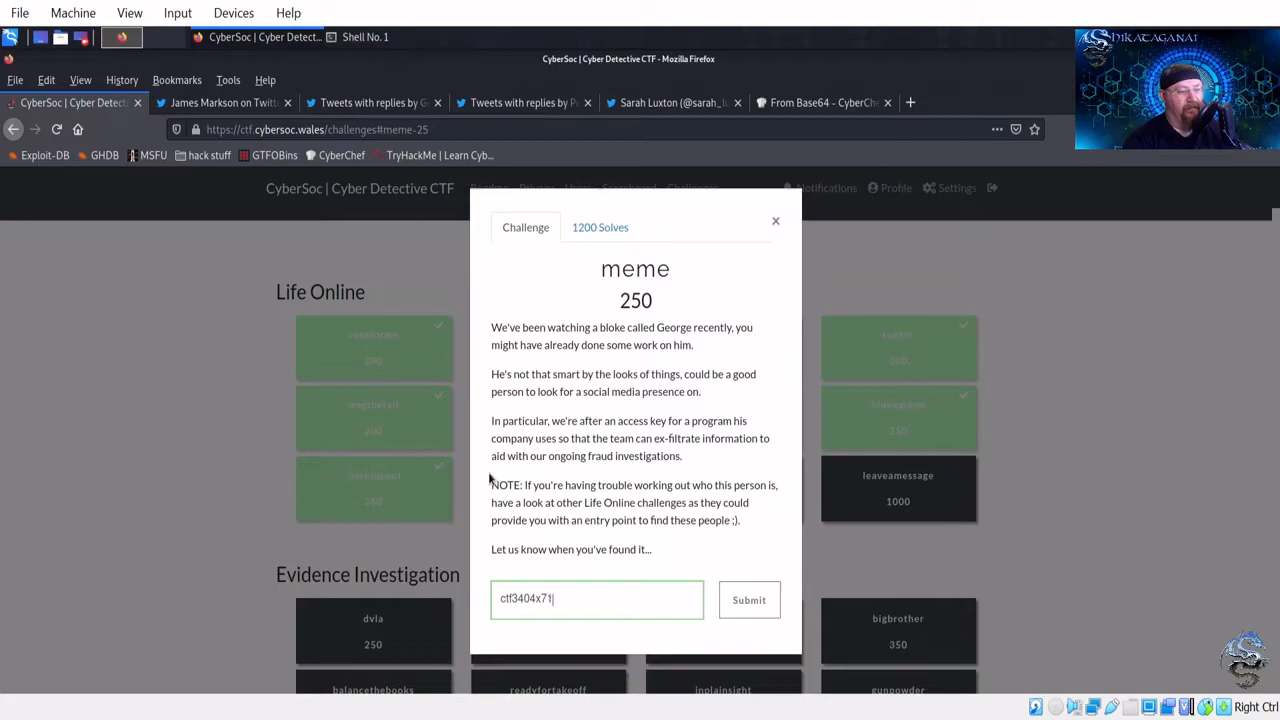 File Machine View Input Devices Help
CyberSoc | Cyber Detect... Shell No. 1
CyberSoc | Cyber Detective CTF - Mozilla Firefox
File Edit View History Bookmarks Tools Help
CyberSoc | Cyber Detecti James Markson on Twitt Tweets with replies by G Tweets with replies by P Sarah Luxton (@sarah_lu From Base64 - CyberChe
https://ctf.cybersoc.wales/challenges#meme-25
Exploit-DB GHDB MSFU hack stuff GTFOBins CyberChef TryHackMe | Learn Cyb...
SHIKATAGANAI
CyberSoc | Cyber Detective CTF Users Scoreboard Challenges Notifications Profile Settings
Challenge 1200 Solves
meme
250
We've been watching a bloke called George recently, you
might have already done some work on him.
He's not that smart by the looks of things, could be a good
person to look for a social media presence on.
In particular, we're after an access key for a program his
company uses so that the team can ex-filtrate information to
aid with our ongoing fraud investigations.
NOTE: If you're having trouble working out who this person is,
have a look at other Life Online challenges as they could
provide you with an entry point to find these people ;).
Let us know when you've found it...
ctf3404x71
Submit
Life Online
270
200
250
250
leaveamessage
1000
Evidence Investigation
dvla
250
bigbrother
350
balancethebooks readyfortakeoff inplainsight gunpowder
Right Ctrl